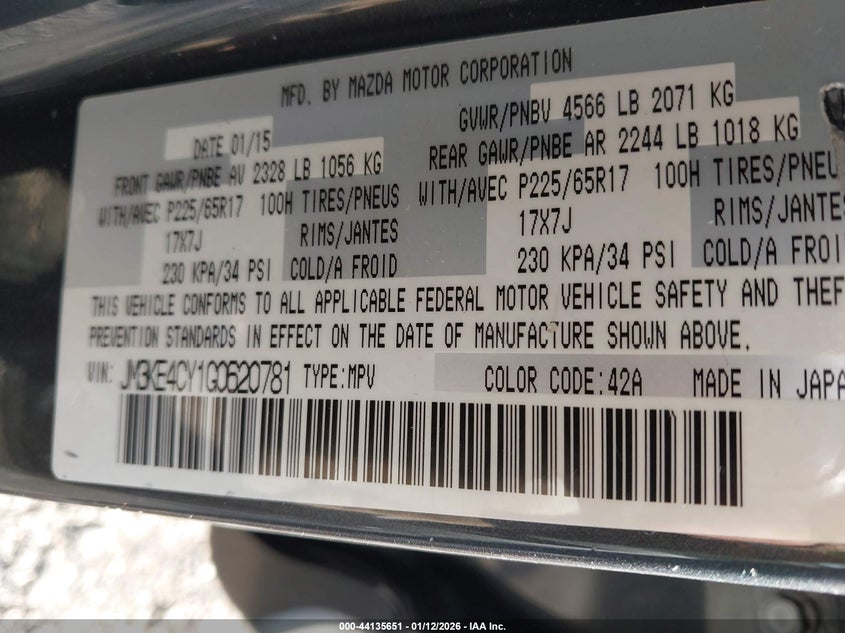 MFD. BY MAZDA MOTOR CORPORATION
DATE 01/15 GVWR/PNBV 4566 LB 2071 KG
FRONT GAWR/PNBE AV 2328 LB 1056 KG REAR GAWR/PNBE AR 2244 LB 1018 KG
WITH/AVEC P225/65R17 100H TIRES/PNEUS WITH/AVEC P225/65R17 100H TIRES/PNEU
17X7J RIMS/JANTES 17X7J RIMS/JANTES
230 KPA/34 PSI COLD/A FROID 230 KPA/34 PSI COLD/A FROI
THIS VEHICLE CONFORMS TO ALL APPLICABLE FEDERAL MOTOR VEHICLE SAFETY AND THEF
PREVENTION STANDARDS IN EFFECT ON THE DATE OF MANUFACTURE SHOWN ABOVE.
VIN: JM3KE4CY1G0620781 TYPE:MPV COLOR CODE:42A MADE IN JAPA
000-44135651 - 01/12/2026 - IAA Inc.